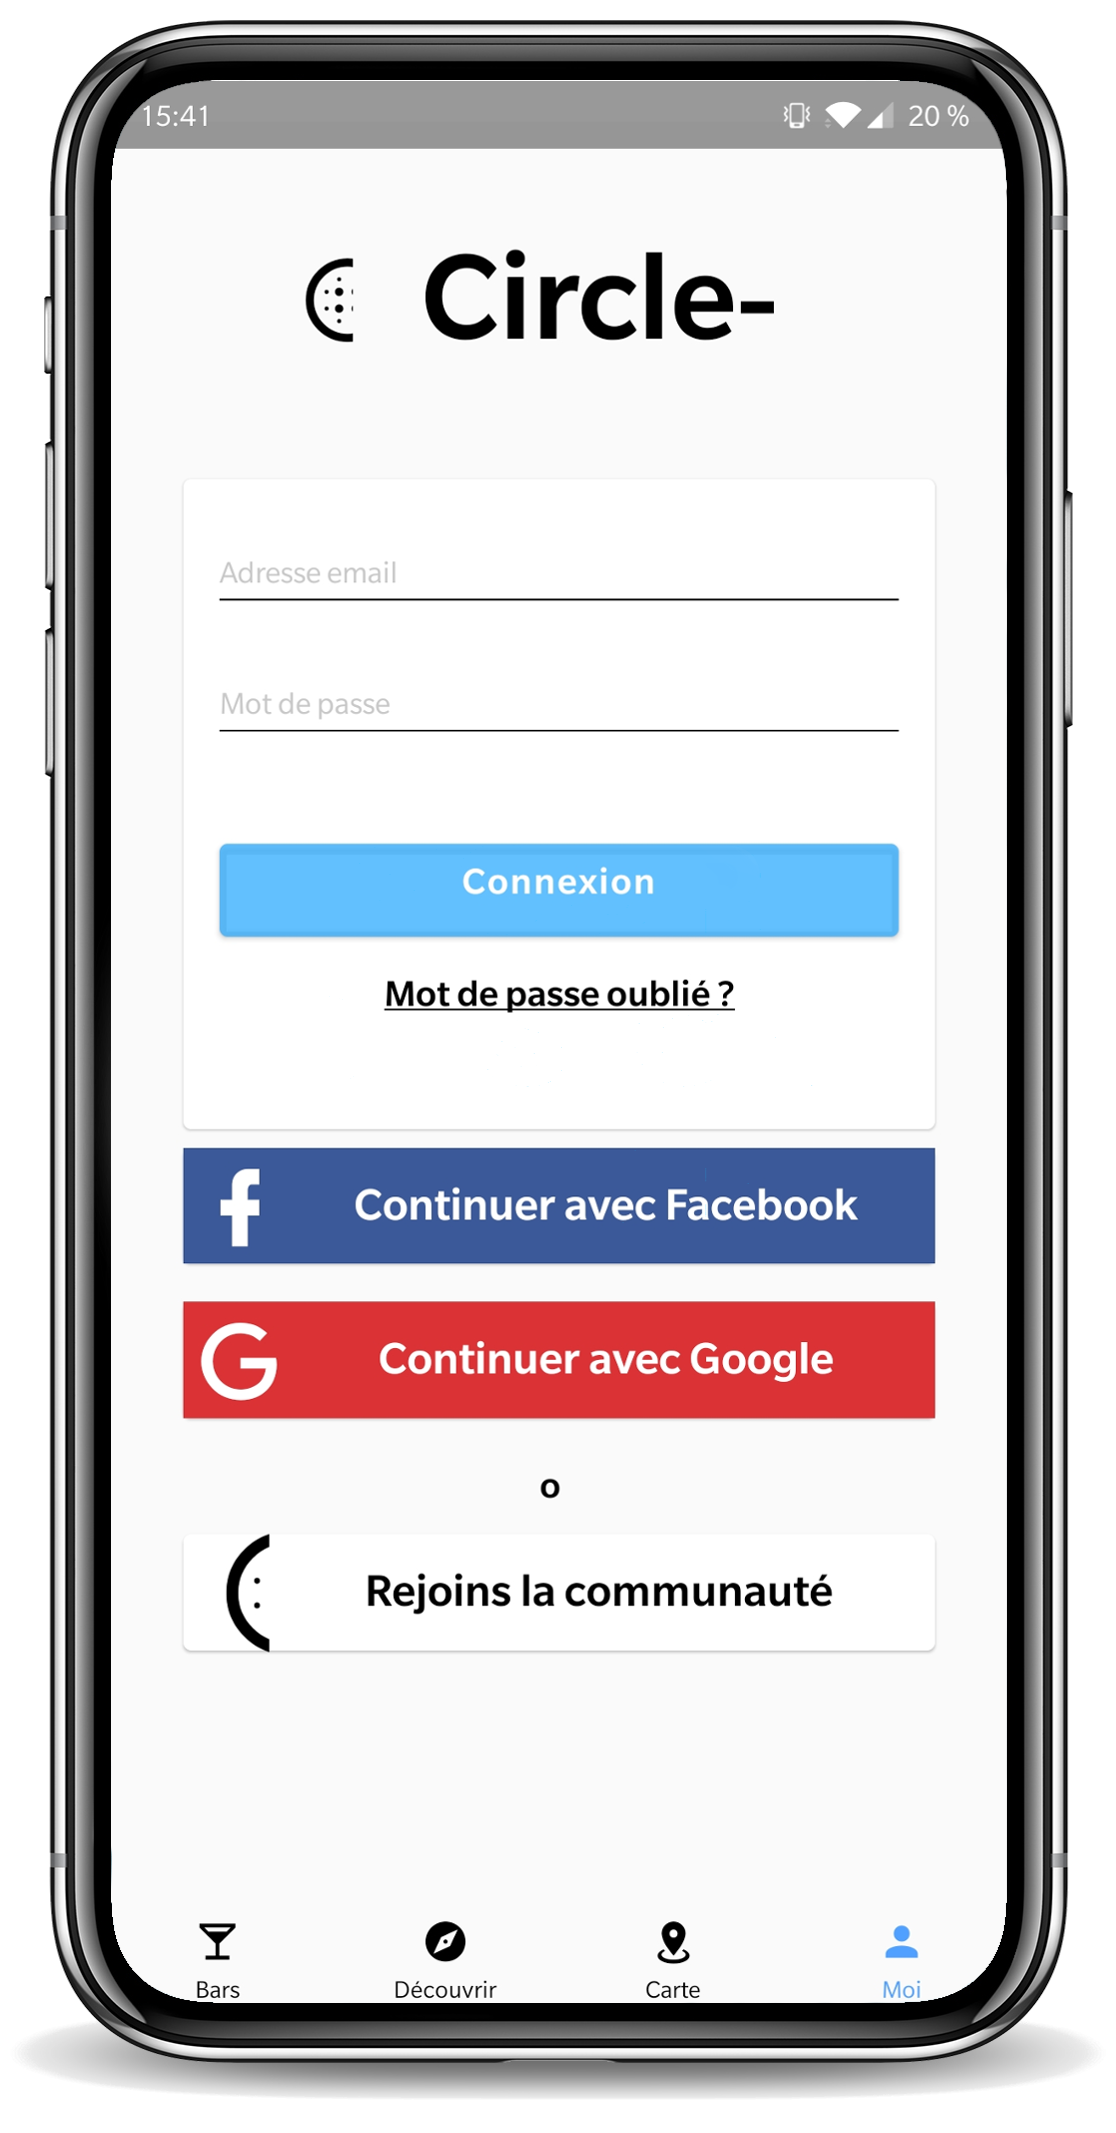 15:41 20 %
Circle-
Adresse email
Mot de passe
Connexion
Mot de passe oublié ?
Continuer avec Facebook
Continuer avec Google
o
Rejoins la communauté
Bars Découvrir Carte Moi